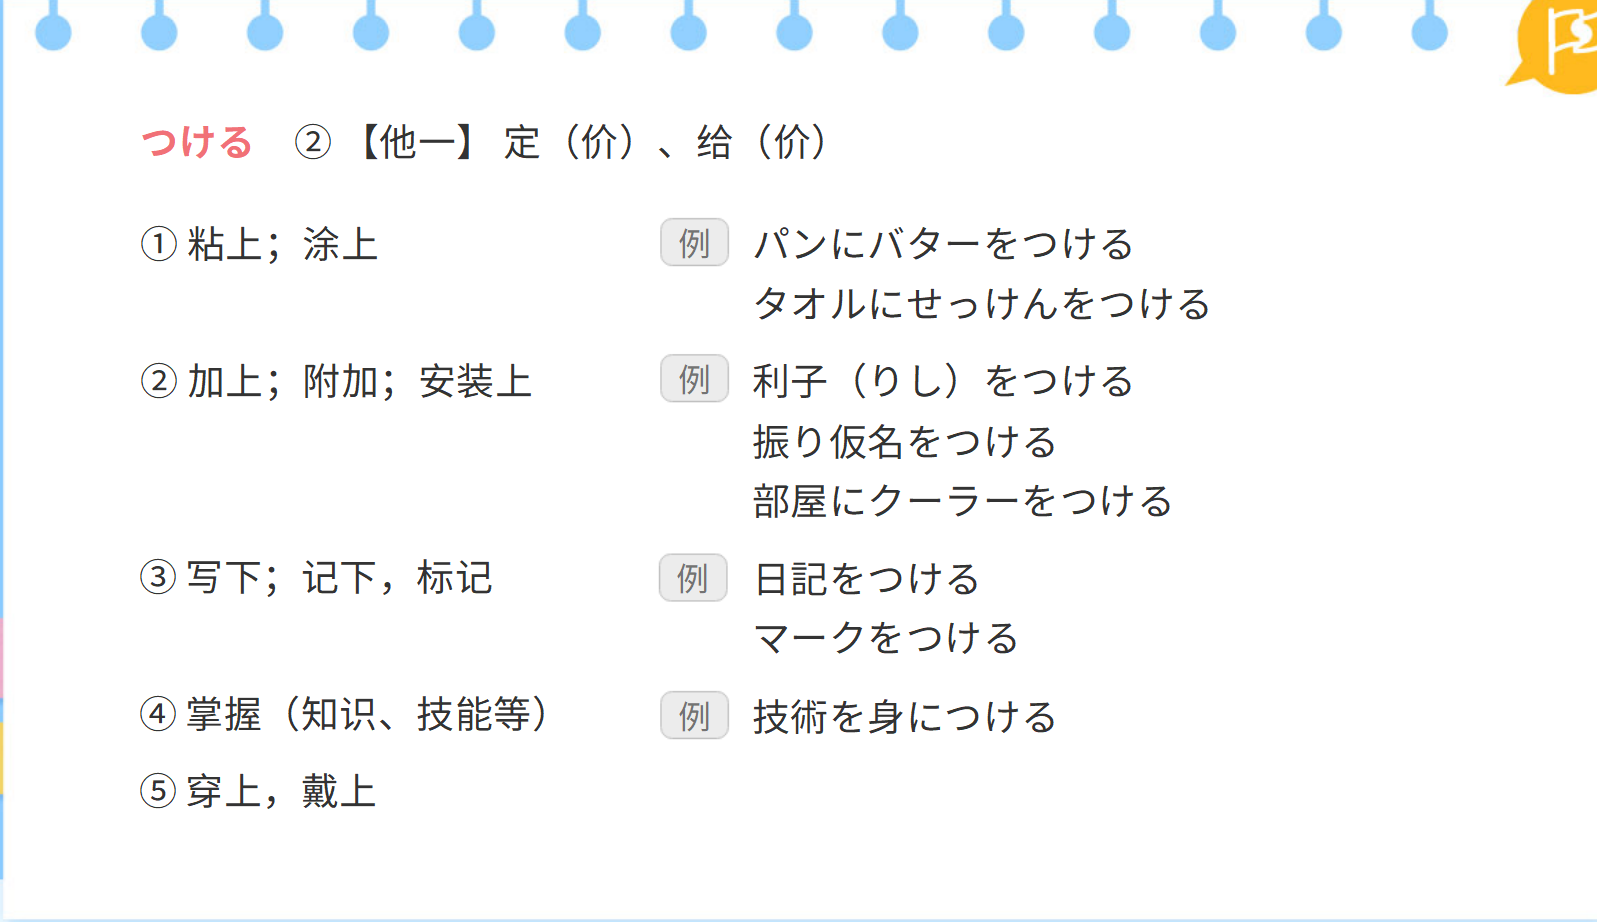 つける ② 【他一】 定（价）、给（价）
① 粘上；涂上 例 パンにバターをつける
タオルにせっけんをつける
② 加上；附加；安装上 例 利子（りし）をつける
振り仮名をつける
部屋にクーラーをつける
③ 写下；记下，标记 例 日記をつける
マークをつける
④ 掌握（知识、技能等） 例 技術を身につける
⑤ 穿上，戴上